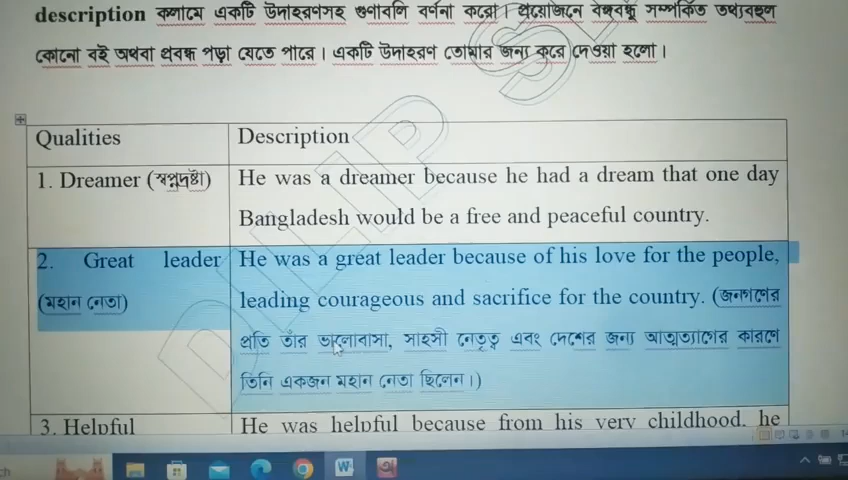 description কলামে একটি উদাহরণসহ গুণাবলি বর্ননা করো। প্রয়োজনে বঙ্গবন্ধু সম্পর্কিত তথ্যবহুল
কোনো বই অথবা প্রবন্ধ পড়া যেতে পারে। একটি উদাহরণ তোমার জন্য করে দেওয়া হলো।
Qualities Description
1. Dreamer (স্বপ্নদ্রষ্টা) He was a dreamer because he had a dream that one day
Bangladesh would be a free and peaceful country.
2. Great leader He was a great leader because of his love for the people,
(মহান নেতা) leading courageous and sacrifice for the country. (জনগণের
প্রতি তাঁর ভালোবাসা, সাহসী নেতৃত্ব এবং দেশের জন্য আত্মত্যাগের কারণে
তিনি একজন মহান নেতা ছিলেন।)
3. Helpful He was helpful because from his very childhood, he